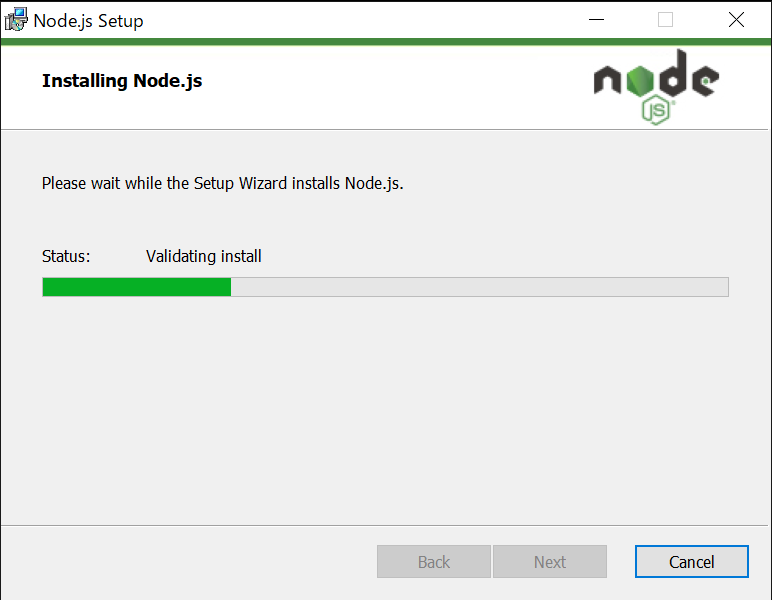 Node.js Setup
Installing Node.js
node
JS
Please wait while the Setup Wizard installs Node.js.
Status: Validating install
Back Next Cancel